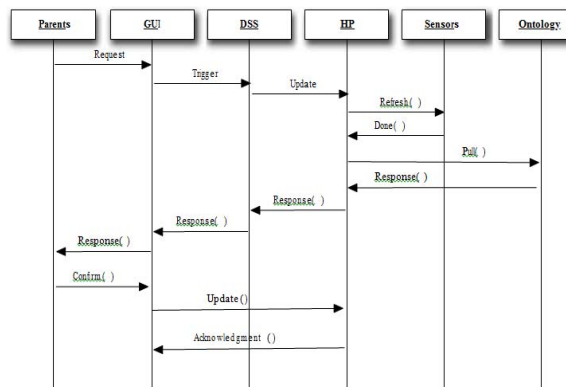 Parents GUI DSS HP Sensors Ontology
Request
Trigger
Update
Refresh( )
Done( )
Pull( )
Response( )
Response( )
Response( )
Response( )
Confirm( )
Update()
Acknowledgment ()